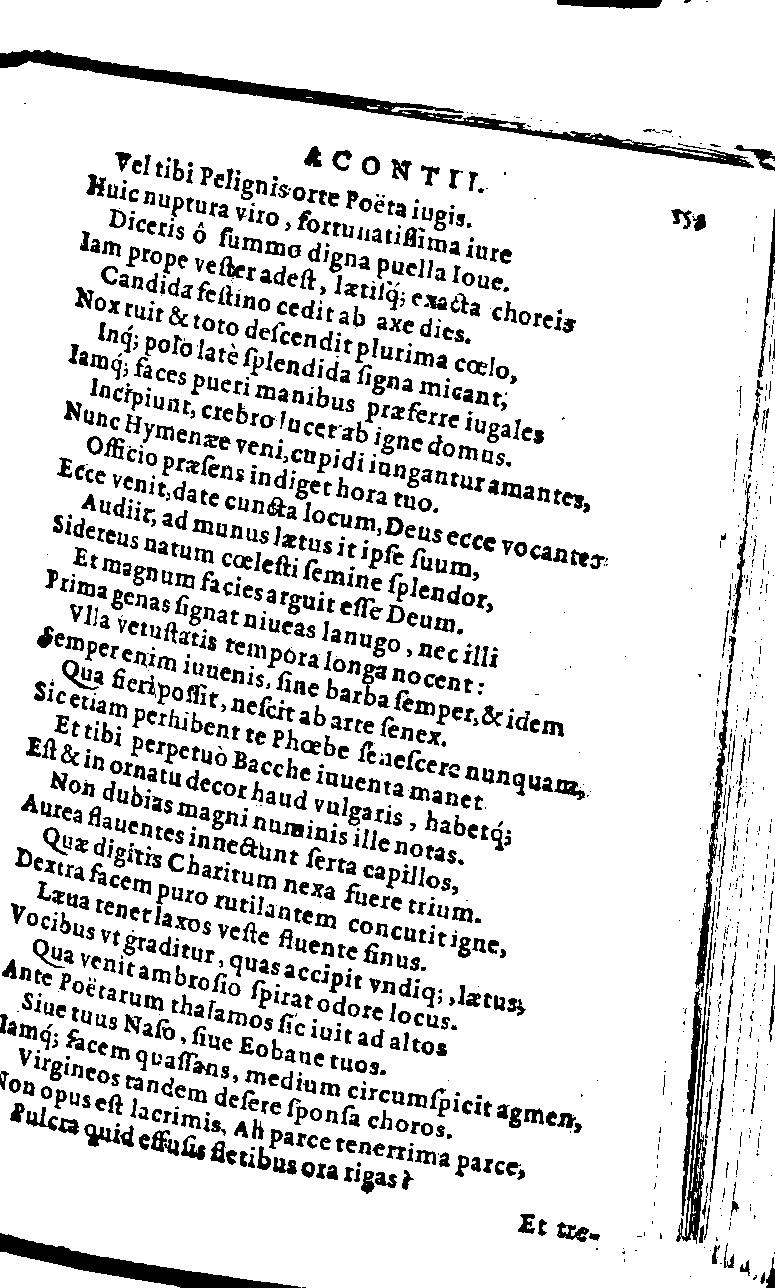 ACONTII.
Vel tibi Pelignis orte Poëta iugis.
Huic nuptura viro, fortunatiſſima iure
Diceris ô ſummo digna puella Ioue.
Iam prope veſter adeſt, lætiſq́; exacta choreis
Candida feſtino cedit ab axe dies.
Nox ruit & toto deſcendit plurima cœlo,
Inq́; polo latè ſplendida ſigna micant;
Iamq́; faces pueri manibus præferre iugales
Incipiunt, crebro lucet ab igne domus.
Nunc Hymenæe veni, cupidi iungantur amantes,
Officio præſens indiget hora tuo.
Ecce venit, date cuncta locum, Deus ecce vocantes
Audiit, ad munus lætus it ipſe ſuum,
Sidereus natum cœleſti ſemine ſplendor,
Et magnum facies arguit eſſe Deum.
Prima genas ſignat niueas lanugo, nec illi
Vlla vetuſtatis tempora longa nocent:
Semper enim iuuenis, ſine barba ſemper, & idem
Qua fieri poſſit, neſcit ab arte ſenex.
Sic etiam perhibent te Phœbe ſeneſcere nunquam,
Et tibi perpetuò Bacche iuuenta manet
Eſt & in ornatu decor haud vulgaris, habetq́;
Non dubias magni numinis ille notas.
Aurea flauentes innectunt ſerta capillos,
Quæ digitis Charitum nexa fuere trium.
Dextra facem puro rutilantem concutit igne,
Læua tenet laxos veſte fluente ſinus.
Vocibus vt graditur, quas accipit vndiq;, lætus,
Qua venit ambroſio ſpirat odore locus.
Ante Poëtarum thalamos ſic iuit ad altos
Siue tuus Naſo, ſiue Eobane tuos.
Iamq́; facem quaſſans, medium circumſpicit agmen,
Virgineos tandem deſere ſponſa choros.
Non opus eſt lacrimis, Ah parce tenerrima parce,
Pulcra quid effuſis fletibus ora rigas?
Et tre-